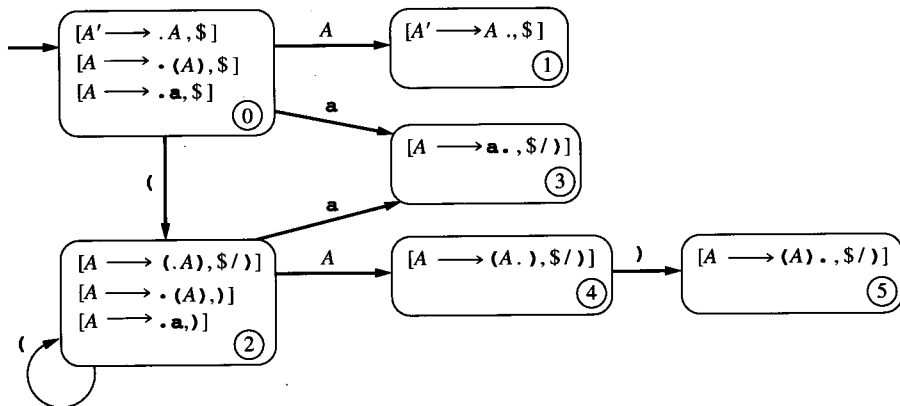 [A′ ⟶ .A,$]
[A ⟶ .(A),$]
[A ⟶ .a,$]
0
A
[A′ ⟶ A.,$]
1
a
[A ⟶ a.,$/)]
3
(
a
[A ⟶ (.A),$/)]
[A ⟶ .(A),)]
[A ⟶ .a,)]
2
(
A
[A ⟶ (A.),$/)]
4
)
[A ⟶ (A).,$/)]
5